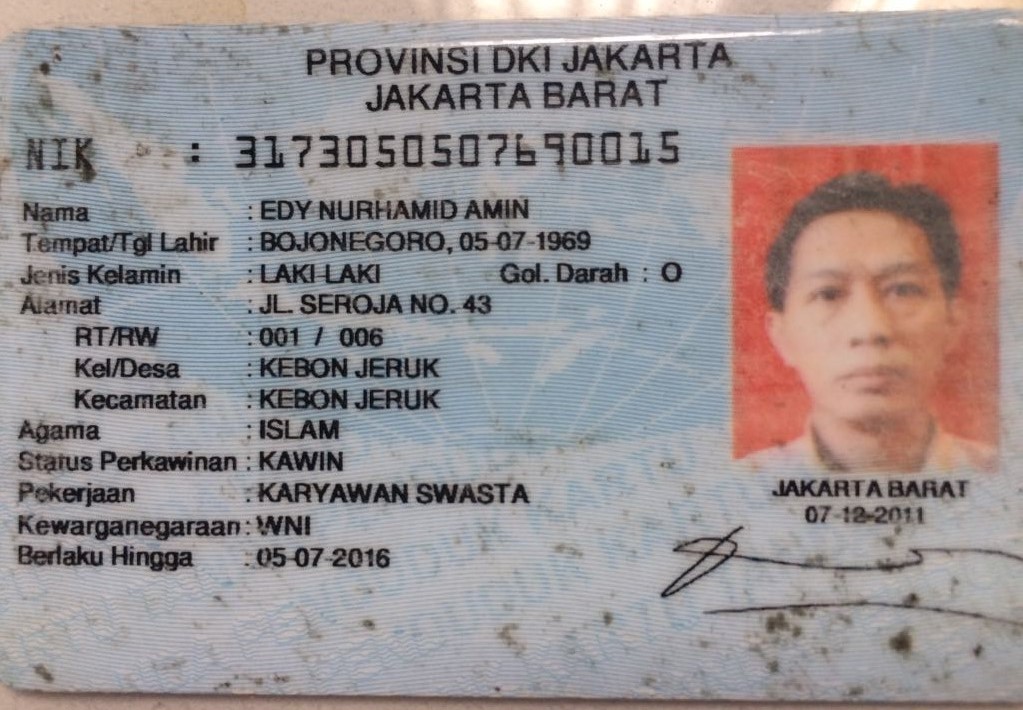 PROVINSI DKI JAKARTA
JAKARTA BARAT
NIK : 3173050507690015
Nama : EDY NURHAMID AMIN
Tempat/Tgl Lahir : BOJONEGORO, 05-07-1969
Jenis Kelamin : LAKI-LAKI Gol. Darah : O
Alamat : JL. SEROJA NO. 43
RT/RW : 001 / 006
Kel/Desa : KEBON JERUK
Kecamatan : KEBON JERUK
Agama : ISLAM
Status Perkawinan : KAWIN
Pekerjaan : KARYAWAN SWASTA
Kewarganegaraan : WNI
Berlaku Hingga : 05-07-2016
JAKARTA BARAT
07-12-2011